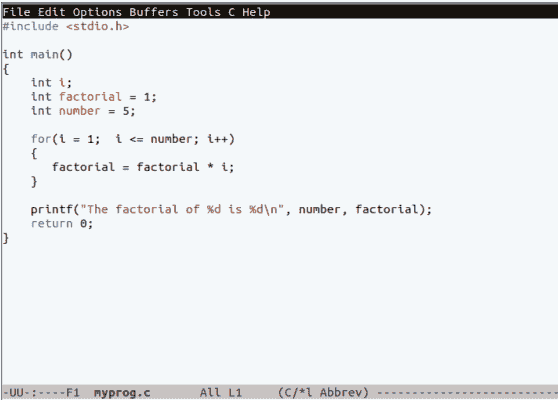 File Edit Options Buffers Tools C Help
#include <stdio.h>
int main()
{
    int i;
    int factorial = 1;
    int number = 5;
    for(i = 1;  i <= number; i++)
    {
       factorial = factorial * i;
    }
    printf("The factorial of %d is %d\n", number, factorial);
    return 0;
}
-UU-:----F1  myprog.c       All L1     (C/*l Abbrev) --------------------------